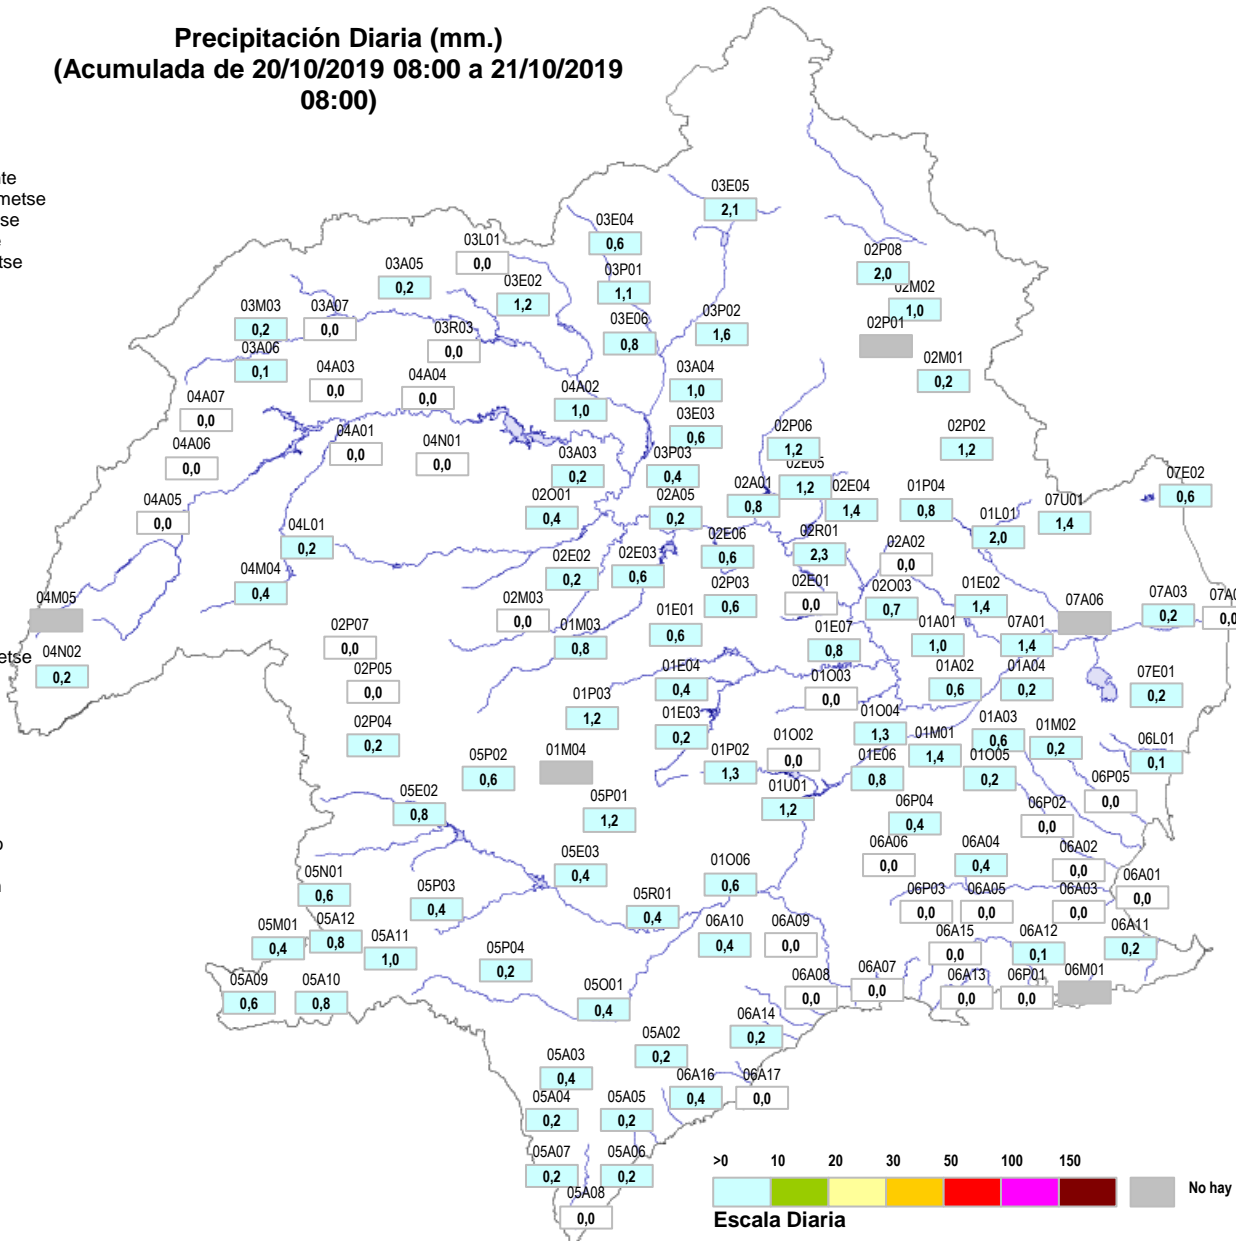 Precipitación Diaria (mm.)
(Acumulada de 20/10/2019 08:00 a 21/10/2019
08:00)
te
metse
se
e
tse
etse
o
n
03E05
2,1
03E04
0,6
03L01
0,0
03A05
0,2
03E02
1,2
03P01
1,1
02P08
2,0
02M02
1,0
03M03
0,2
03A07
0,0
03R03
0,0
03E06
0,8
03P02
1,6
02P01
03A06
0,1
04A03
0,0
04A04
0,0
04A02
1,0
03A04
1,0
02M01
0,2
04A07
0,0
03E03
0,6
04A01
0,0
04N01
0,0
02P06
1,2
02P02
1,2
04A06
0,0
03A03
0,2
03P03
0,4
02E05
1,2
07E02
0,6
04A05
0,0
02O01
0,4
02A05
0,2
02A01
0,8
02E04
1,4
01P04
0,8
07U01
1,4
01L01
2,0
04L01
0,2
02E06
0,6
02R01
2,3
02A02
0,0
02E02
0,2
02E03
0,6
04M04
0,4
02P03
0,6
02E01
0,0
02O03
0,7
01E02
1,4
07A03
0,2
07A0
0,0
04M05
07A06
02M03
0,0
01E01
0,6
01M03
0,8
01E07
0,8
01A01
1,0
07A01
1,4
02P07
0,0
04N02
0,2
02P05
0,0
01E04
0,4
01O03
0,0
01A02
0,6
01A04
0,2
07E01
0,2
01P03
1,2
01E03
0,2
01O04
1,3
01M01
1,4
01A03
0,6
01M02
0,2
02P04
0,2
05P02
0,6
01M04
01P02
1,3
01O02
0,0
01E06
0,8
01O05
0,2
06L01
0,1
05E02
0,8
05P01
1,2
01U01
1,2
06P04
0,4
06P02
0,0
06P05
0,0
05E03
0,4
01O06
0,6
06A06
0,0
06A04
0,4
06A02
0,0
05N01
0,6
05P03
0,4
05R01
0,4
06P03
0,0
06A05
0,0
06A03
0,0
06A01
0,0
05M01
0,4
05A12
0,8
05A11
1,0
06A10
0,4
06A09
0,0
06A15
0,0
06A12
0,1
06A11
0,2
05P04
0,2
05A09
0,6
05A10
0,8
05O01
0,4
06A08
0,0
06A07
0,0
06A13
0,0
06P01
0,0
06M01
06A14
0,2
05A02
0,2
05A03
0,4
06A16
0,4
06A17
0,0
05A04
0,2
05A05
0,2
05A07
0,2
05A06
0,2
05A08
0,0
>0 10 20 30 50 100 150
No hay
Escala Diaria